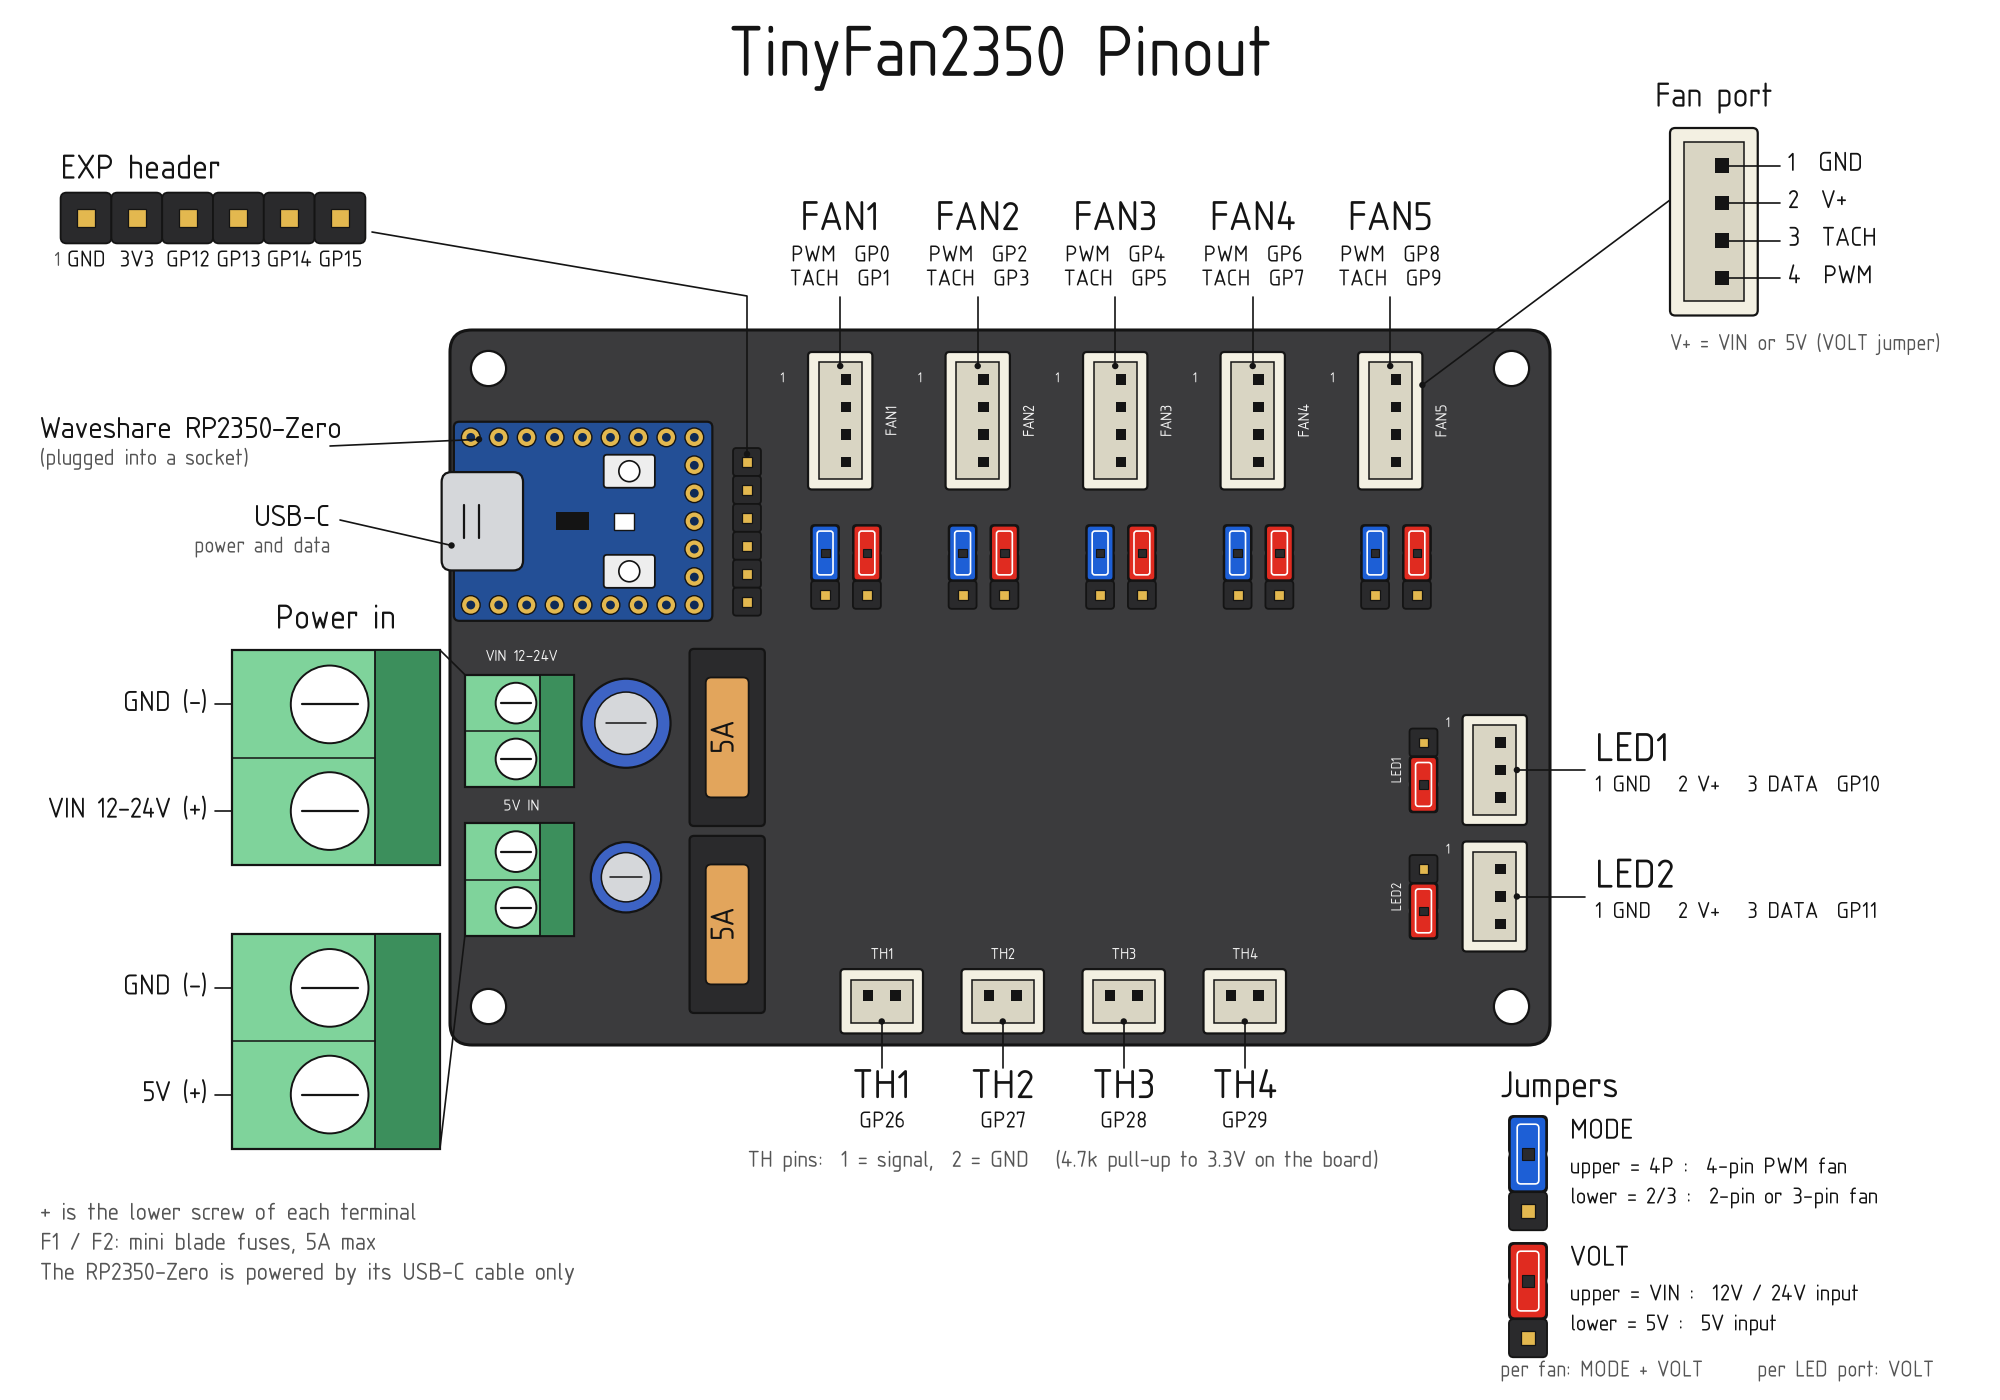 TinyFan2350 Pinout
Fan port
1 GND
2 V+
3 TACH
4 PWM
V+ = VIN or 5V (VOLT jumper)
EXP header
1 GND 3V3 GP12 GP13 GP14 GP15
FAN1 FAN2 FAN3 FAN4 FAN5
PWM GP0 PWM GP2 PWM GP4 PWM GP6 PWM GP8
TACH GP1 TACH GP3 TACH GP5 TACH GP7 TACH GP9
1 1 1 1 1
FAN1 FAN2 FAN3 FAN4 FAN5
Waveshare RP2350-Zero
(plugged into a socket)
USB-C
power and data
Power in
GND (-)
VIN 12-24V (+)
GND (-)
5V (+)
VIN 12-24V
5V IN
5A
5A
1
LED1
LED1
1 GND 2 V+ 3 DATA GP10
1
LED2
LED2
1 GND 2 V+ 3 DATA GP11
TH1 TH2 TH3 TH4
TH1 TH2 TH3 TH4
GP26 GP27 GP28 GP29
TH pins: 1 = signal, 2 = GND (4.7k pull-up to 3.3V on the board)
+ is the lower screw of each terminal
F1 / F2: mini blade fuses, 5A max
The RP2350-Zero is powered by its USB-C cable only
Jumpers
MODE
upper = 4P : 4-pin PWM fan
lower = 2/3 : 2-pin or 3-pin fan
VOLT
upper = VIN : 12V / 24V input
lower = 5V : 5V input
per fan: MODE + VOLT per LED port: VOLT